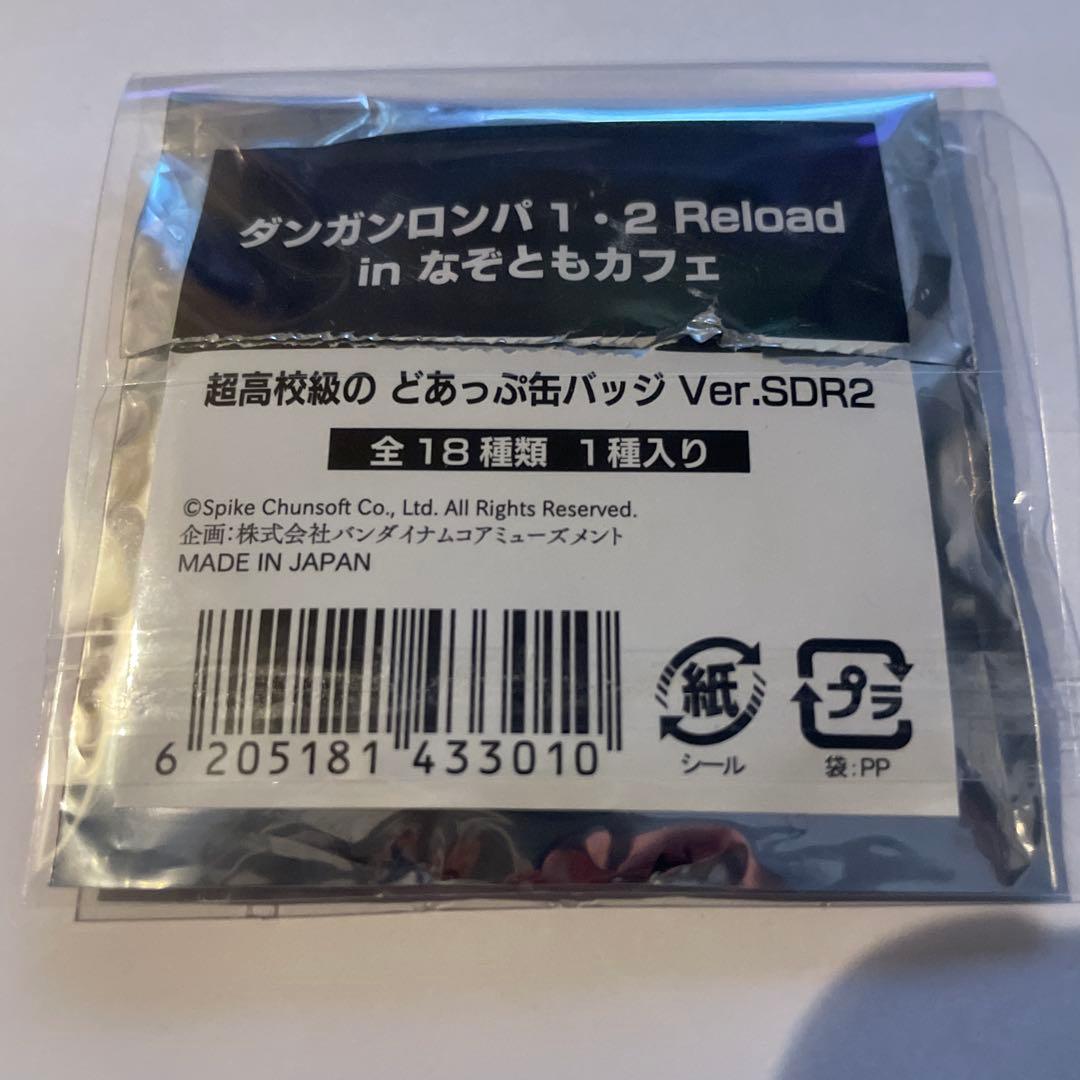 ダンガンロンパ 1・2 Reload
in なぞともカフェ
超高校級の どあっぷ缶バッジ Ver.SDR2
全 18 種類 1 種入り
©Spike Chunsoft Co., Ltd. All Rights Reserved.
企画：株式会社バンダイナムコアミューズメント
MADE IN JAPAN
6 205181 433010
紙
シール
プラ
袋：PP